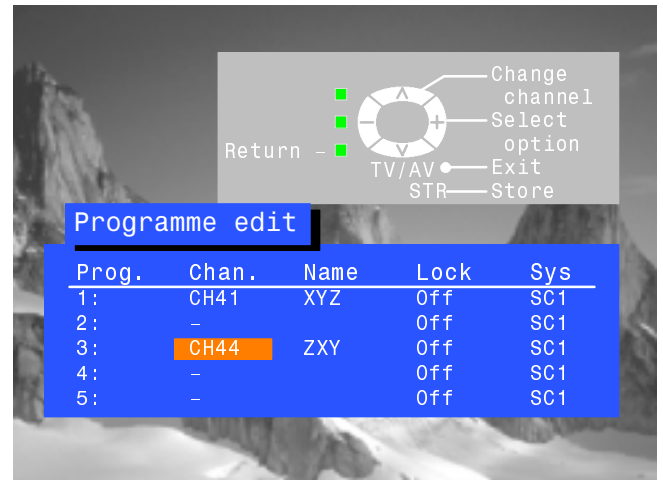 Change
channel
Select
option
Return –
TV/AV Exit
STR Store
Programme edit
Prog. Chan. Name Lock Sys
1: CH41 XYZ Off SC1
2: – Off SC1
3: CH44 ZXY Off SC1
4: – Off SC1
5: – Off SC1